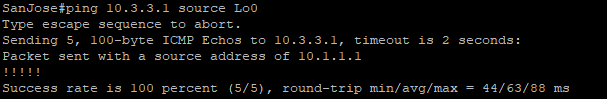 SanJose#ping 10.3.3.1 source Lo0
Type escape sequence to abort.
Sending 5, 100-byte ICMP Echos to 10.3.3.1, timeout is 2 seconds:
Packet sent with a source address of 10.1.1.1
!!!!!
Success rate is 100 percent (5/5), round-trip min/avg/max = 44/63/88 ms